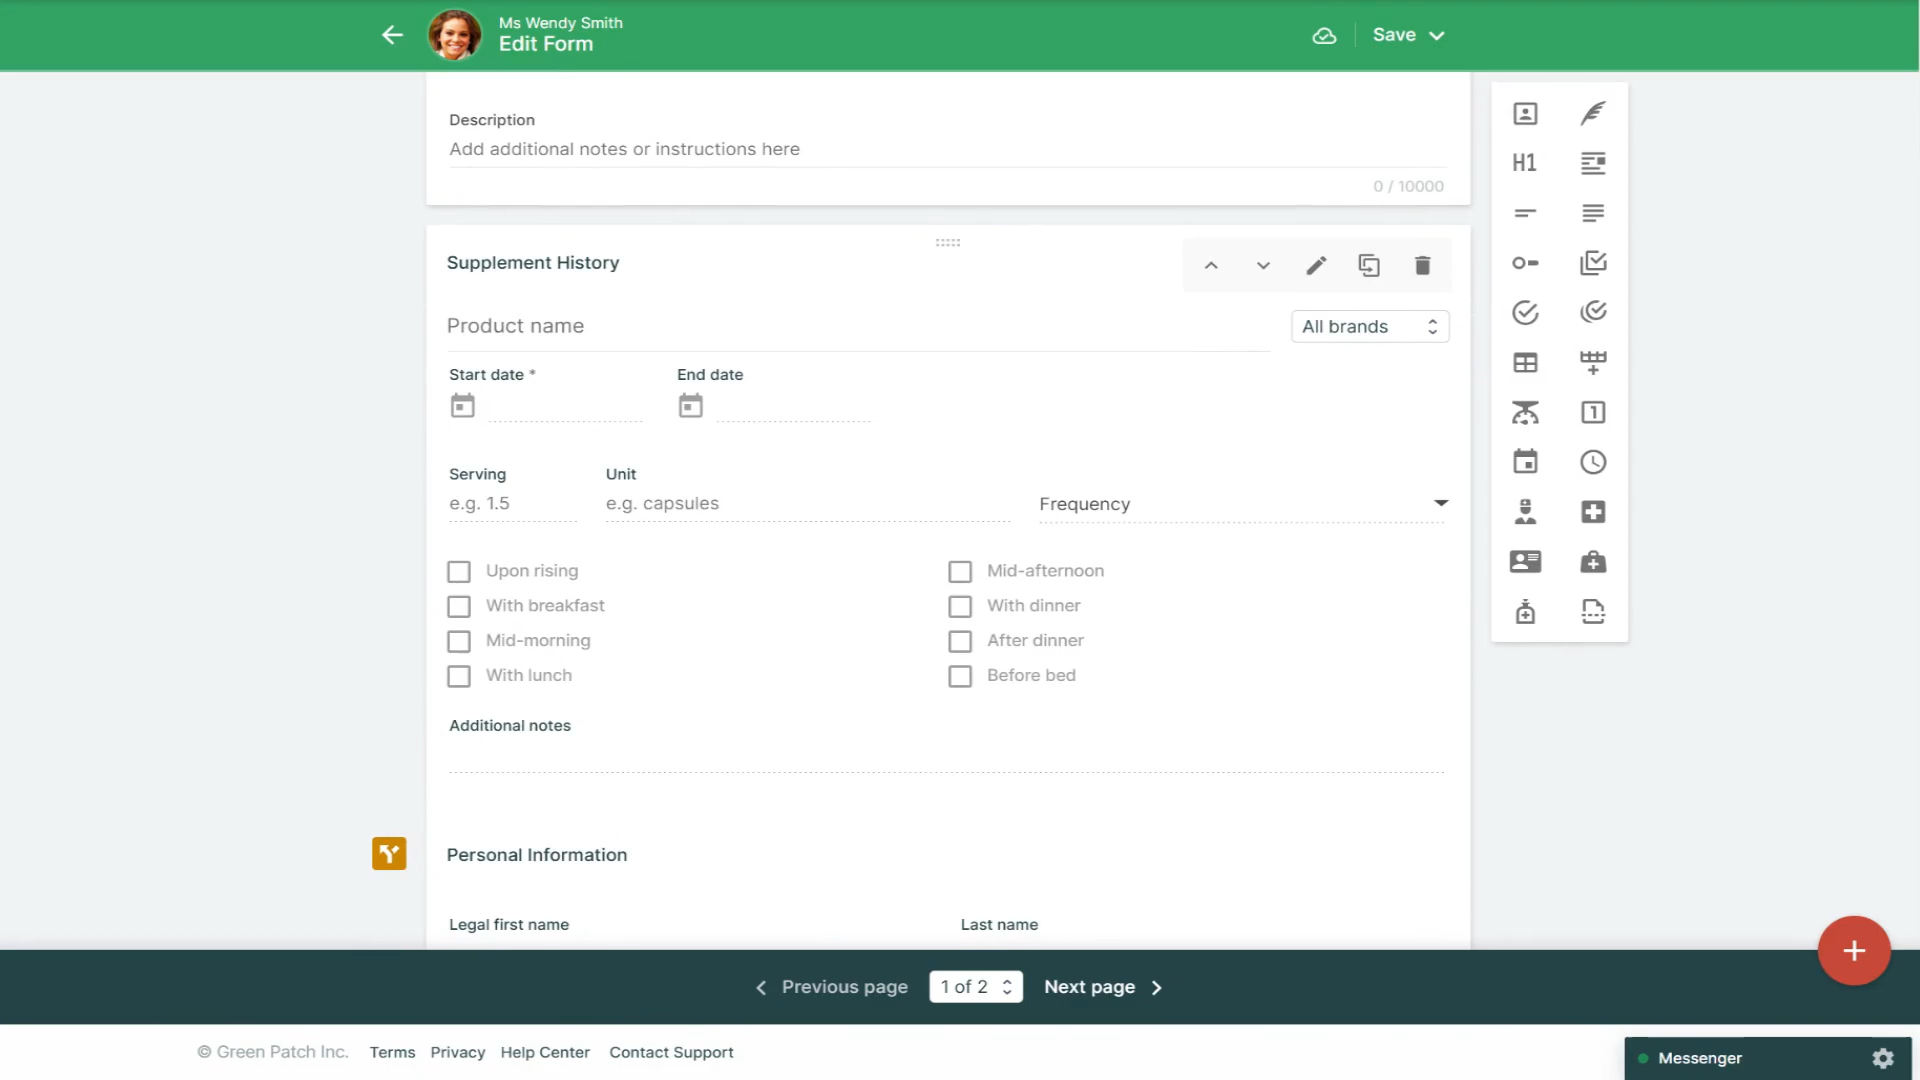 Ms Wendy Smith
Edit Form
Save
Description
Add additional notes or instructions here
0 / 10000
Supplement History
Product name
All brands
Start date *
End date
Serving
Unit
e.g. 1.5
e.g. capsules
Frequency
Upon rising
Mid-afternoon
With breakfast
With dinner
Mid-morning
After dinner
With lunch
Before bed
Additional notes
Personal Information
Legal first name
Last name
H1
1
Previous page
1 of 2
Next page
© Green Patch Inc.
Terms
Privacy
Help Center
Contact Support
Messenger